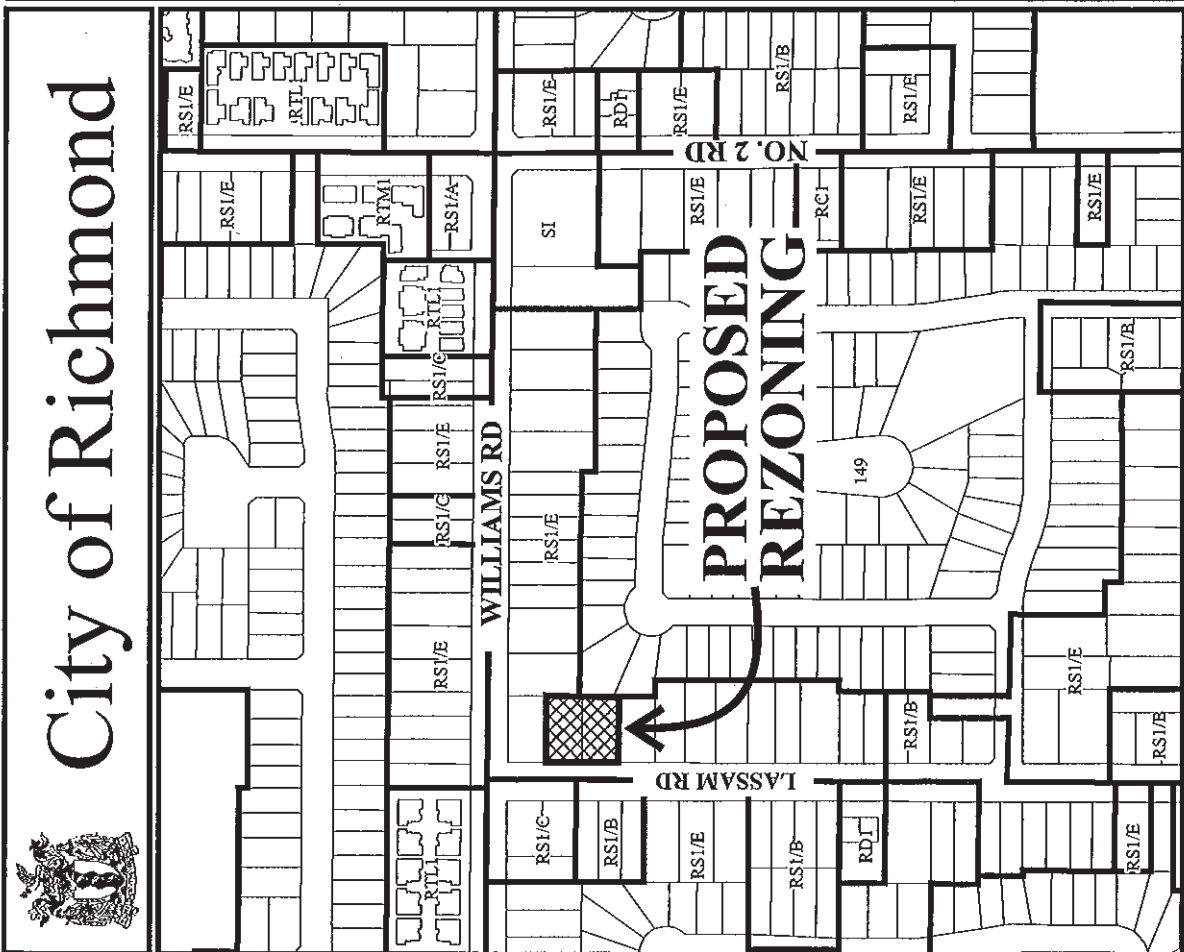 City of Richmond
RS1/E
RS1/E
RTL1
RTM1
RTL1
RS1/E
RS1/C
RS1/E
RS1/C
RTL1
RS1/A
WILLIAMS RD
RS1/C
RS1/E
SI
RS1/E
RS1/B
RD1
RS1/E
RS1/E
RS1/E
LASSAM RD
NO. 2 RD
PROPOSED
REZONING
RS1/B
RS1/B
RC1
149
RD1
RS1/B
RS1/E
RS1/E
RS1/E
RS1/E
RS1/B
RS1/E
RS1/B